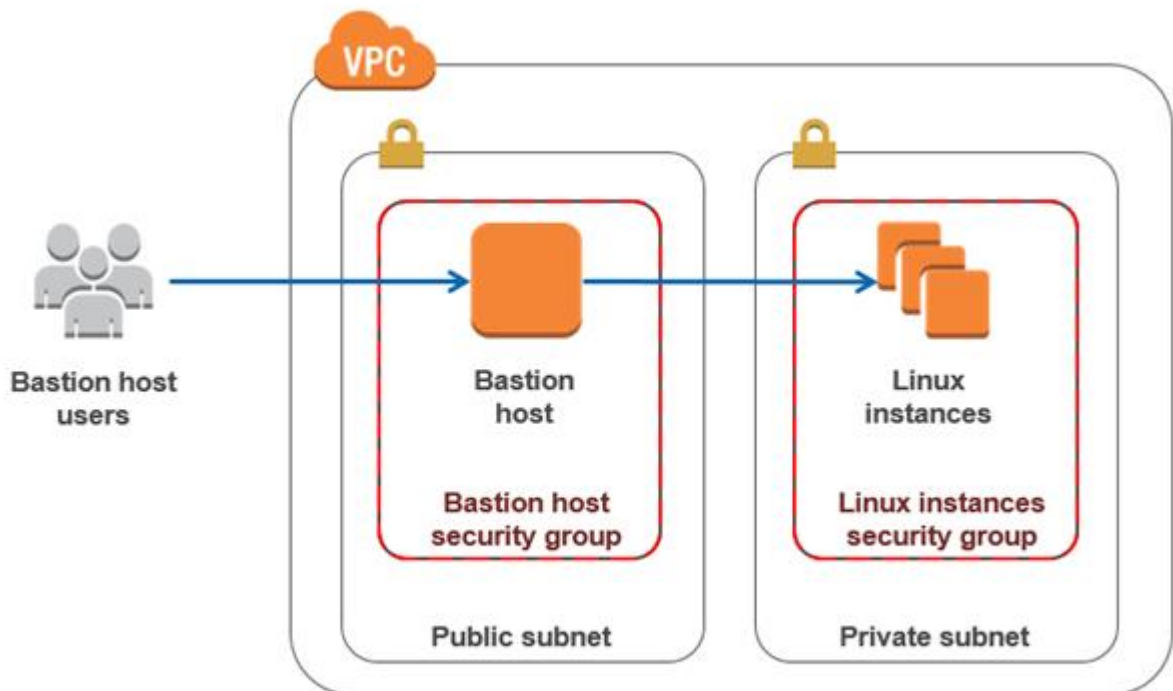 VPC
Bastion host
users
Bastion
host
Bastion host
security group
Public subnet
Linux
instances
Linux instances
security group
Private subnet